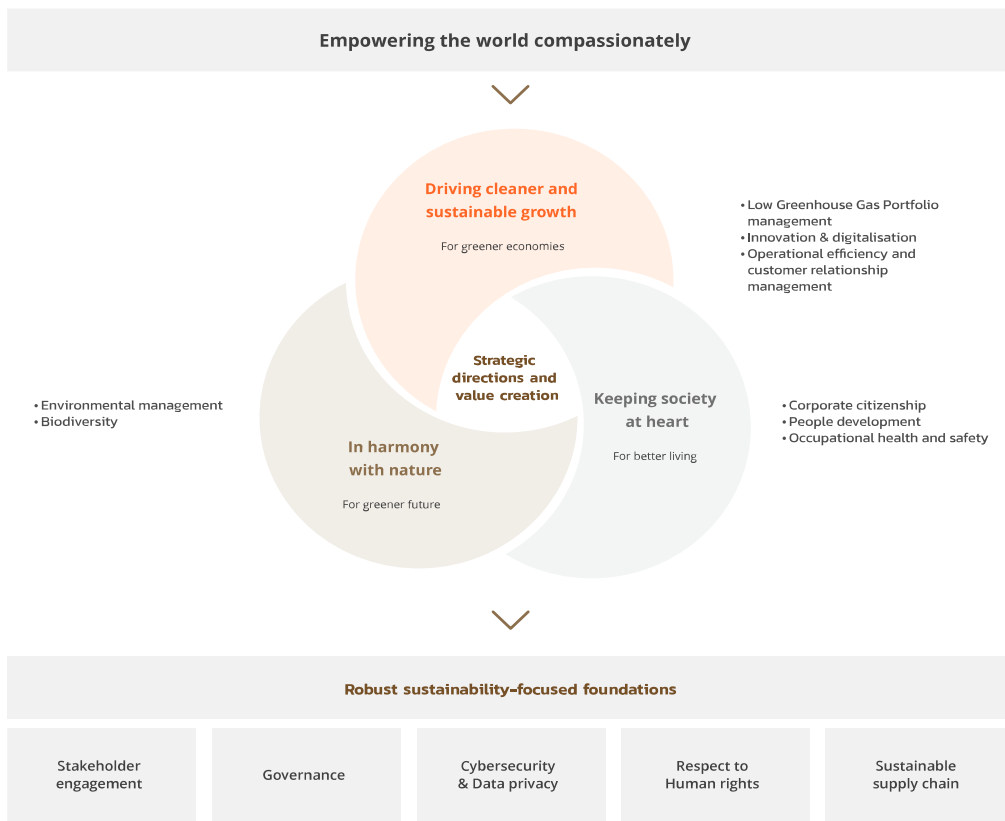 Empowering the world compassionately
Driving cleaner and
sustainable growth
For greener economies
• Low Greenhouse Gas Portfolio
management
• Innovation & digitalisation
• Operational efficiency and
customer relationship
management
Strategic
directions and
value creation
• Environmental management
• Biodiversity
In harmony
with nature
For greener future
Keeping society
at heart
For better living
• Corporate citizenship
• People development
• Occupational health and safety
Robust sustainability-focused foundations
Stakeholder
engagement
Governance
Cybersecurity
& Data privacy
Respect to
Human rights
Sustainable
supply chain